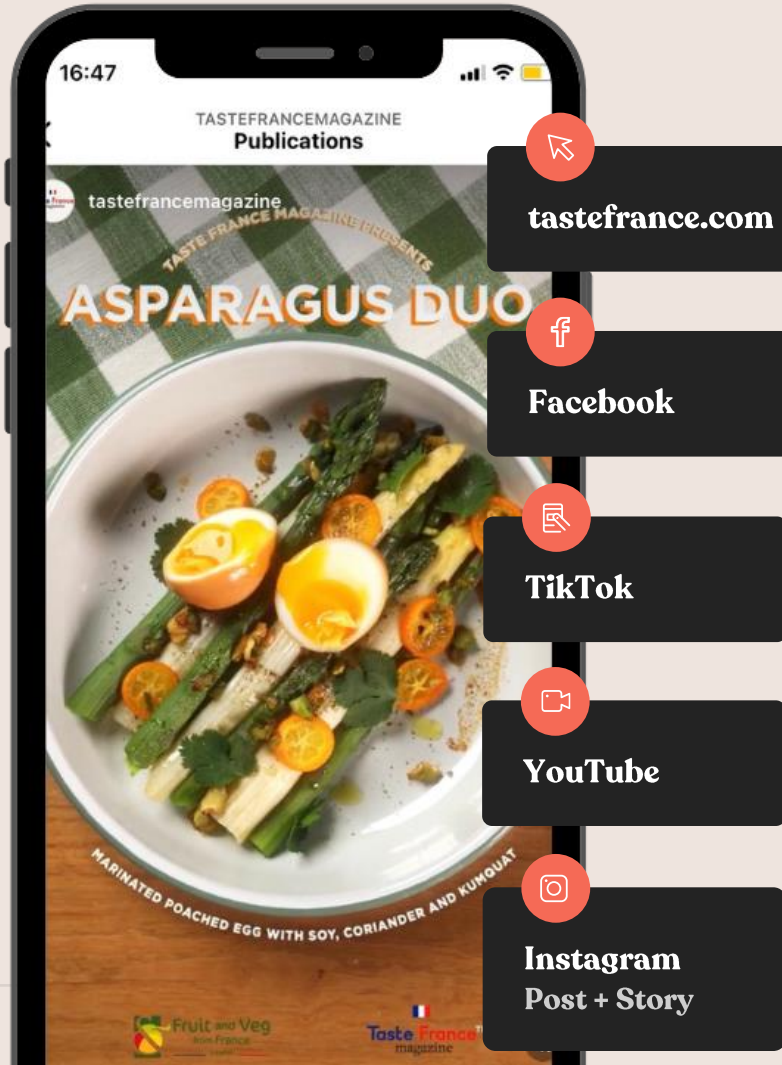 16:47
TASTEFRANCEMAGAZINE
Publications
tastefrancemagazine
TASTE FRANCE MAGAZINE PRESENTS
ASPARAGUS DUO
MARINATED POACHED EGG WITH SOY, CORIANDER AND KUMQUAT
Fruit and Veg
from France
Taste France
magazine
tastefrance.com
Facebook
TikTok
YouTube
Instagram
Post + Story